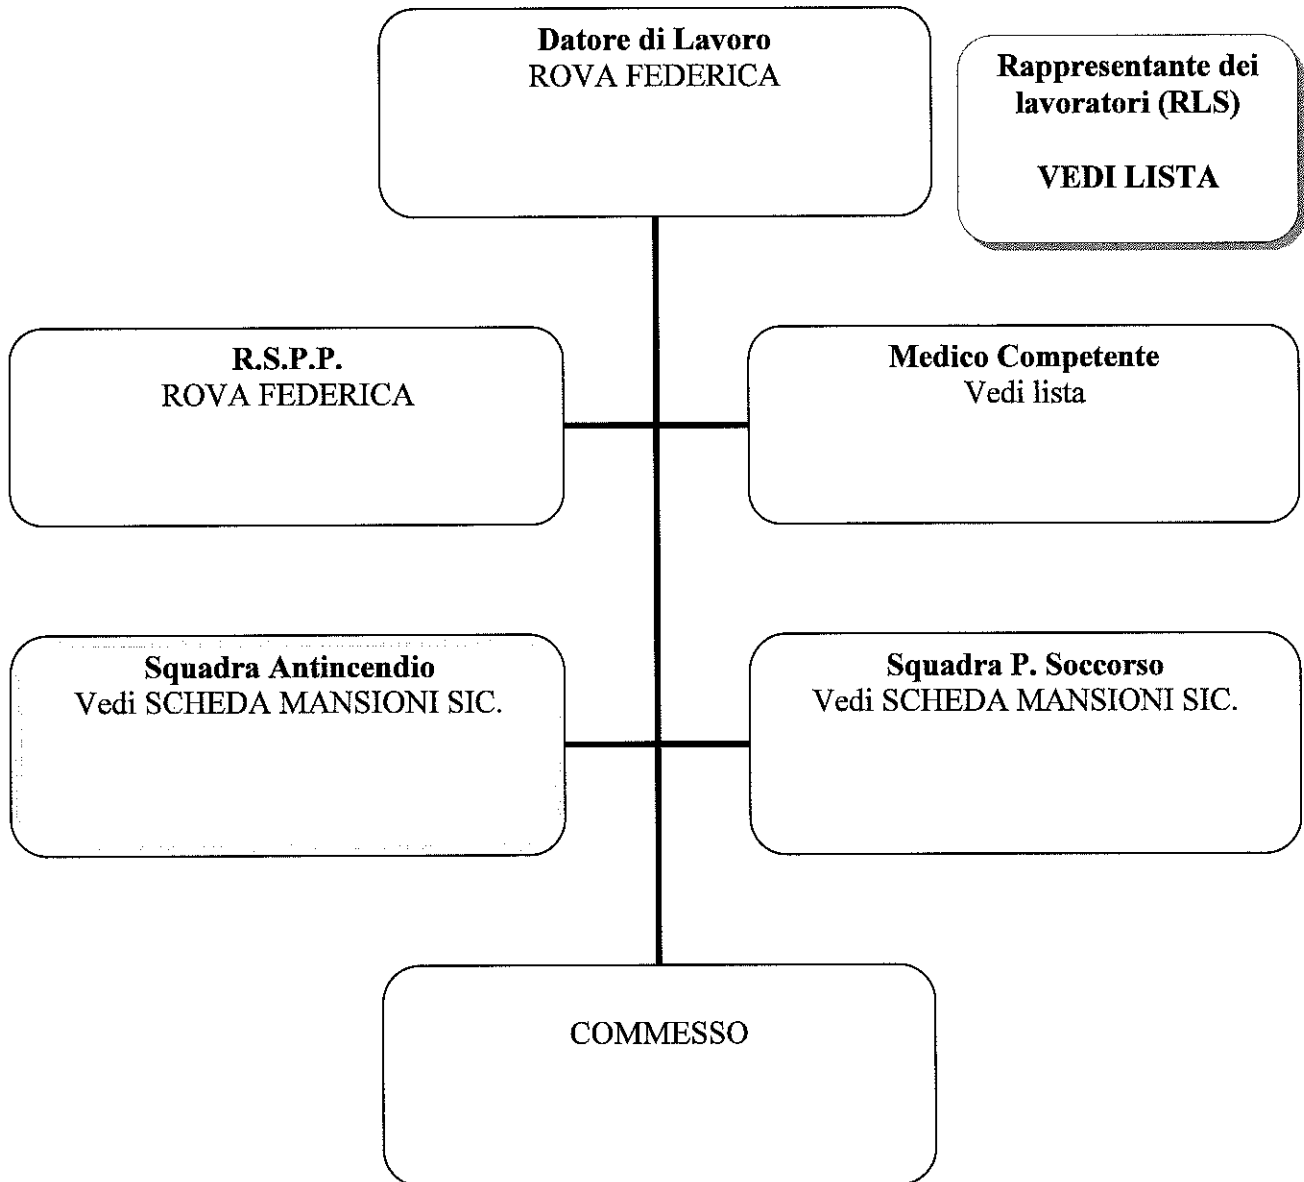 Datore di Lavoro
ROVA FEDERICA
Rappresentante dei
lavoratori (RLS)
VEDI LISTA
R.S.P.P.
ROVA FEDERICA
Medico Competente
Vedi lista
Squadra Antincendio
Vedi SCHEDA MANSIONI SIC.
Squadra P. Soccorso
Vedi SCHEDA MANSIONI SIC.
COMMESSO